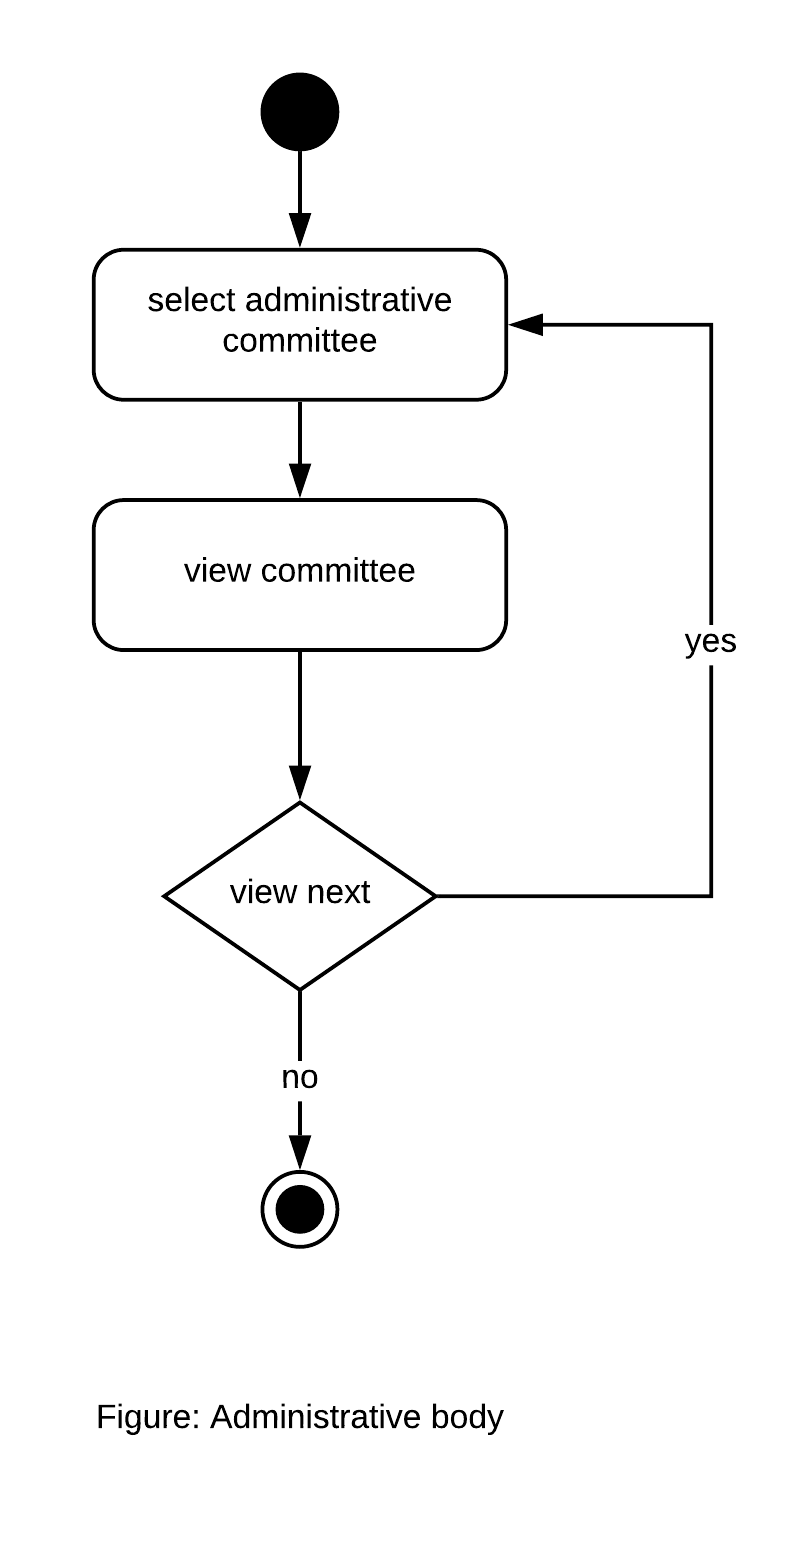 select administrative
committee
view committee
yes
view next
no
Figure: Administrative body